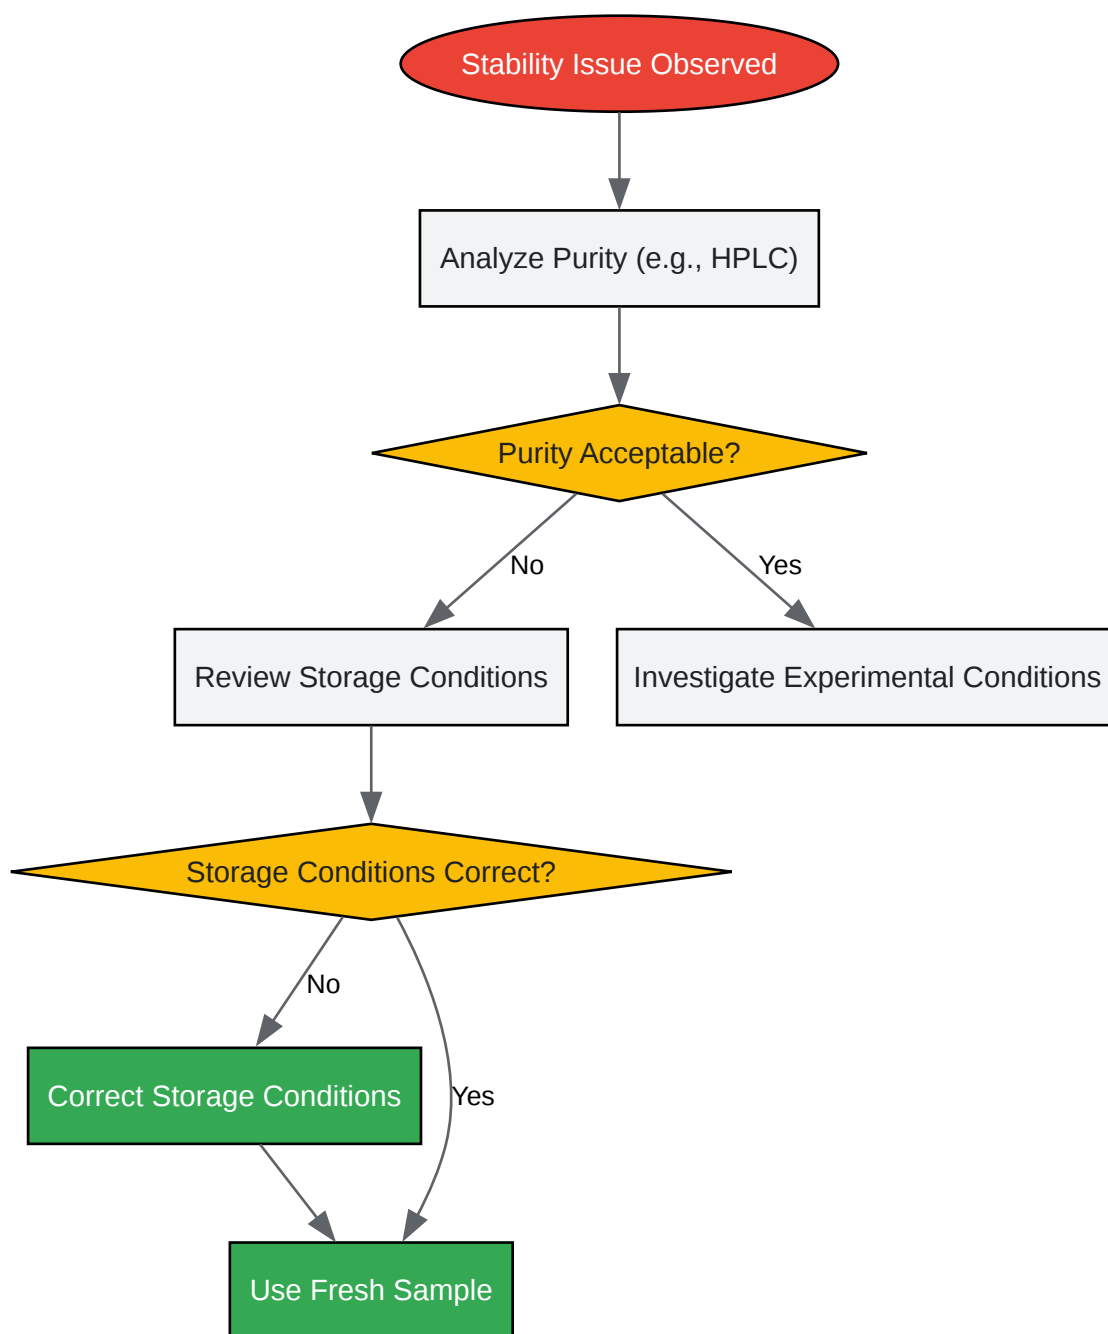 Stability Issue Observed
Analyze Purity (e.g., HPLC)
Purity Acceptable?
No
Yes
Review Storage Conditions
Investigate Experimental Conditions
Storage Conditions Correct?
No
Correct Storage Conditions
Yes
Use Fresh Sample